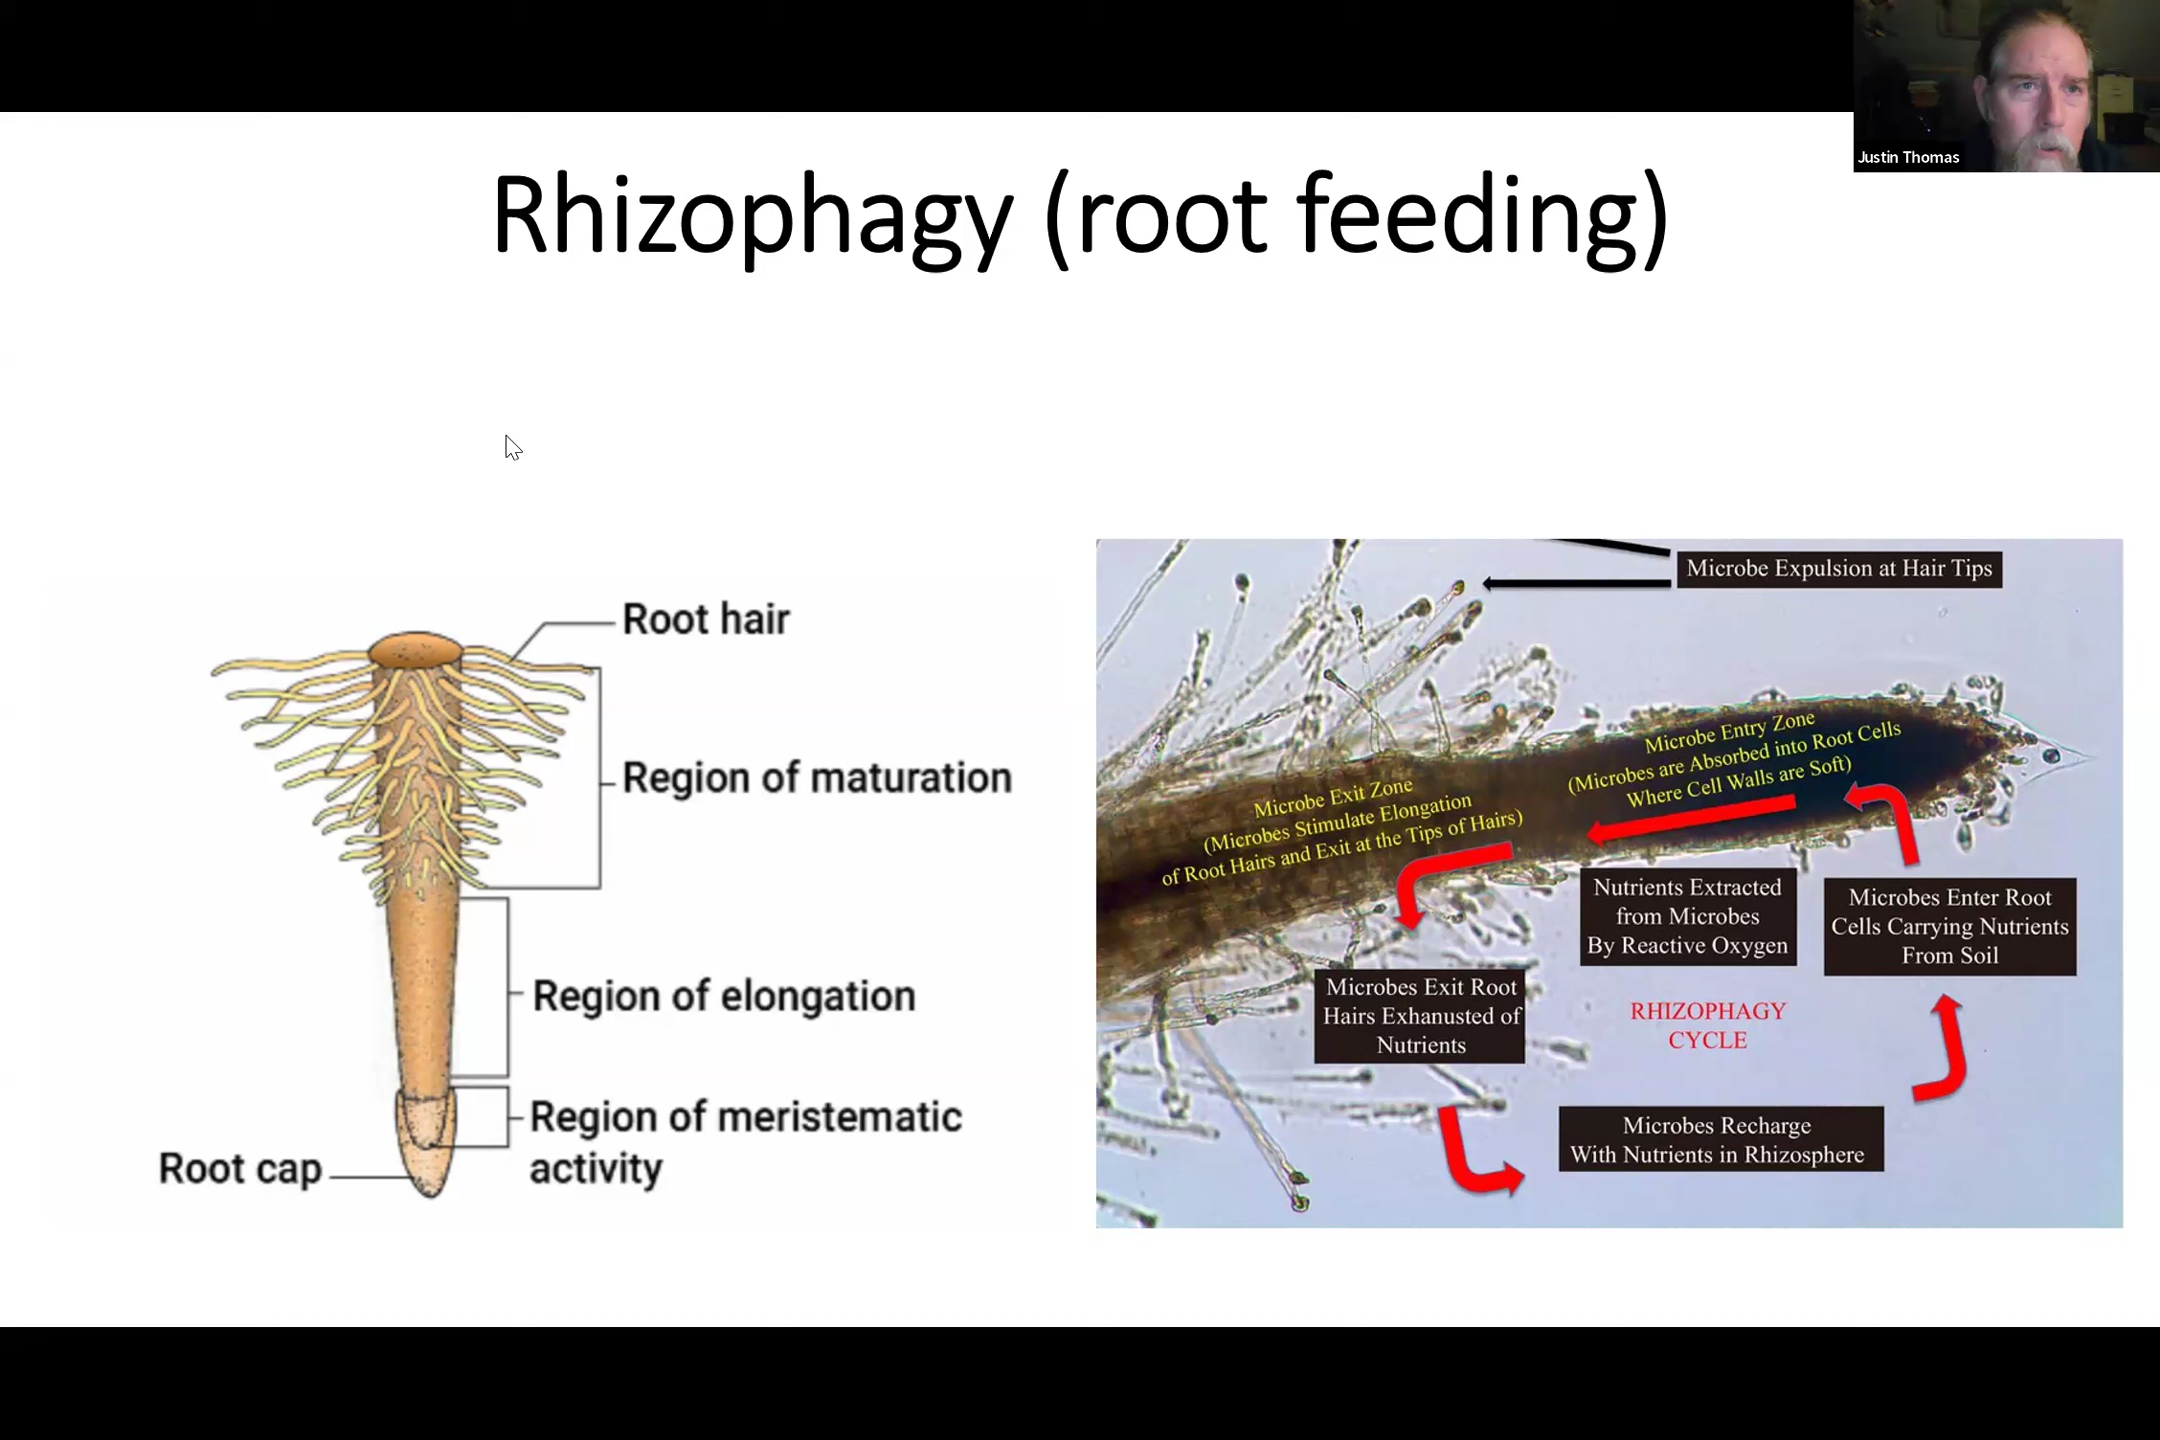 Justin Thomas
Rhizophagy (root feeding)
Root hair
Region of maturation
Region of elongation
Region of meristematic
activity
Root cap
Microbe Expulsion at Hair Tips
Microbe Entry Zone
(Microbes are Absorbed into Root Cells
Where Cell Walls are Soft)
Microbe Exit Zone
(Microbes Stimulate Elongation
of Root Hairs and Exit at the Tips of Hairs)
Nutrients Extracted
from Microbes
By Reactive Oxygen
Microbes Enter Root
Cells Carrying Nutrients
From Soil
Microbes Exit Root
Hairs Exhanusted of
Nutrients
RHIZOPHAGY
CYCLE
Microbes Recharge
With Nutrients in Rhizosphere